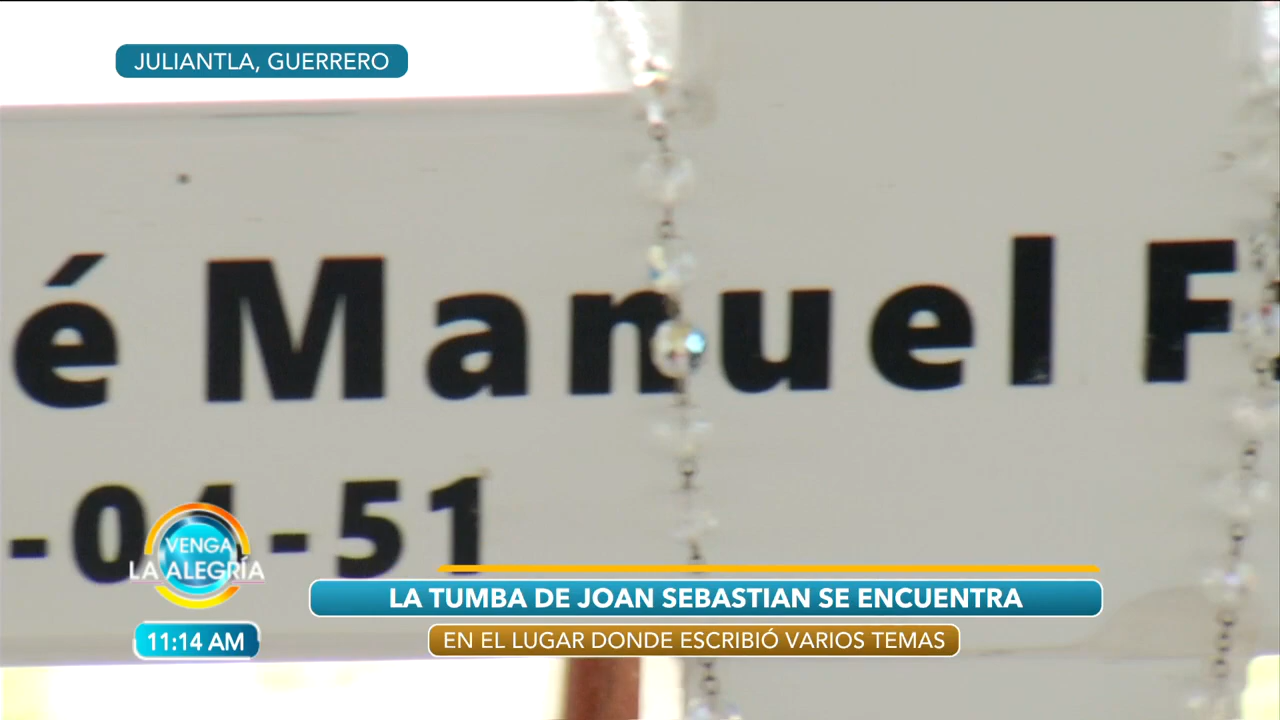 JULIANTLA, GUERRERO
é Manuel F
-04-51
VENGA
LA ALEGRÍA
LA TUMBA DE JOAN SEBASTIAN SE ENCUENTRA
11:14 AM
EN EL LUGAR DONDE ESCRIBIÓ VARIOS TEMAS